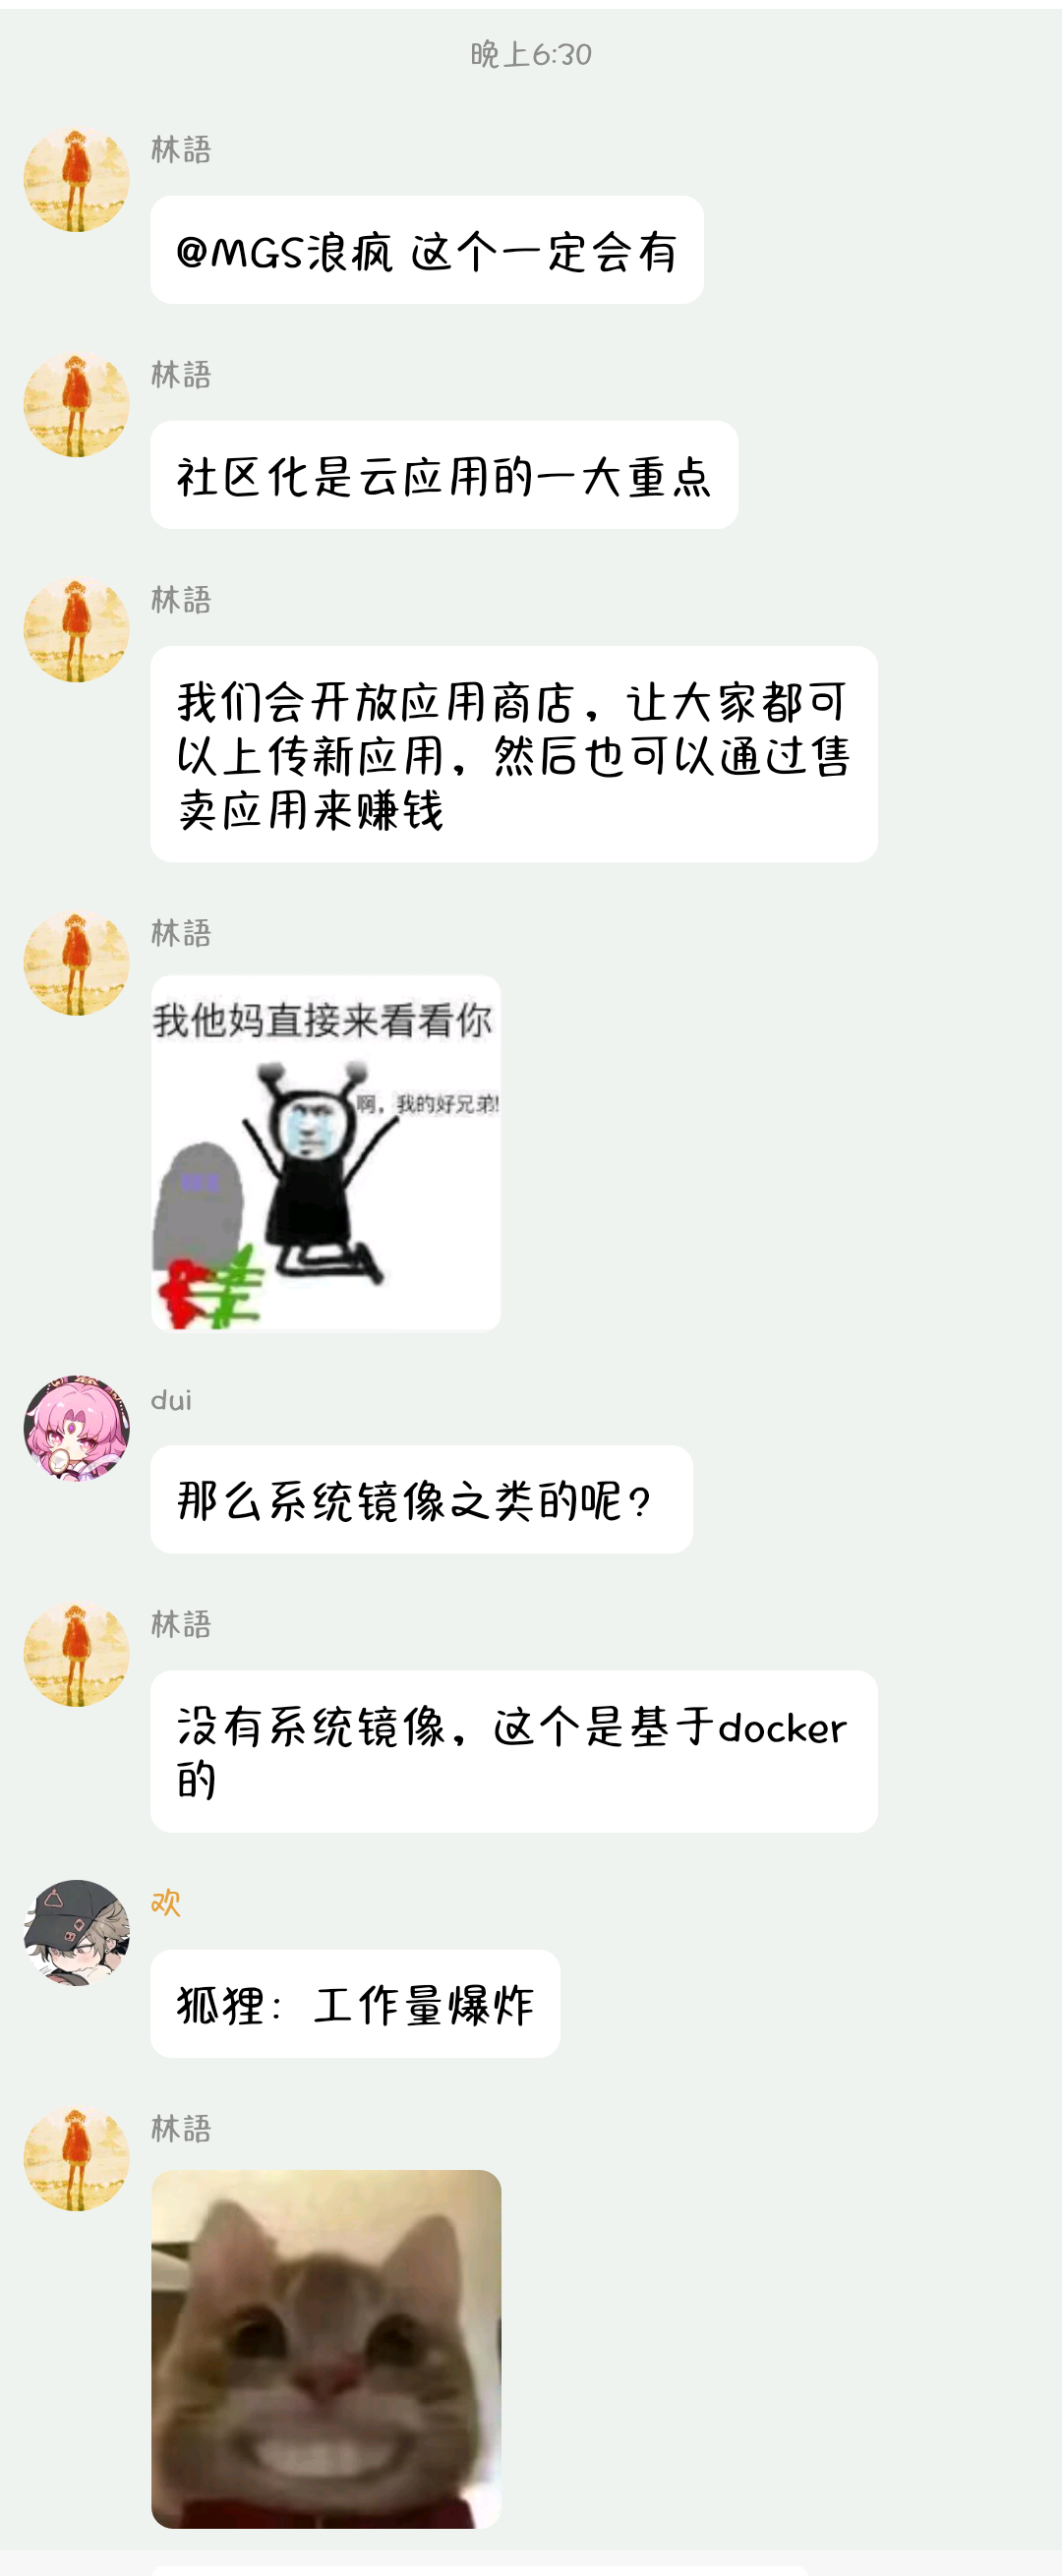 晚上6:30
林語
@MGS浪疯 这个一定会有
林語
社区化是云应用的一大重点
林語
我们会开放应用商店，让大家都可
以上传新应用，然后也可以通过售
卖应用来赚钱
林語
我他妈直接来看看你
啊，我的好兄弟!
dui
那么系统镜像之类的呢？
林語
没有系统镜像，这个是基于docker
的
欢
狐狸：工作量爆炸
林語